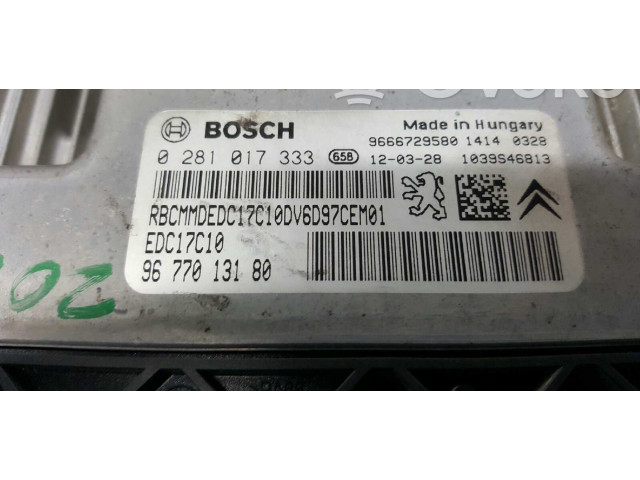 BOSCH
Made in Hungary
9666729580 1414 0328
0 281 017 333 658 12-03-28 1039S46813
RBCMMDEDC17C10DV6D97CEM01
EDC17C10
96 770 131 80